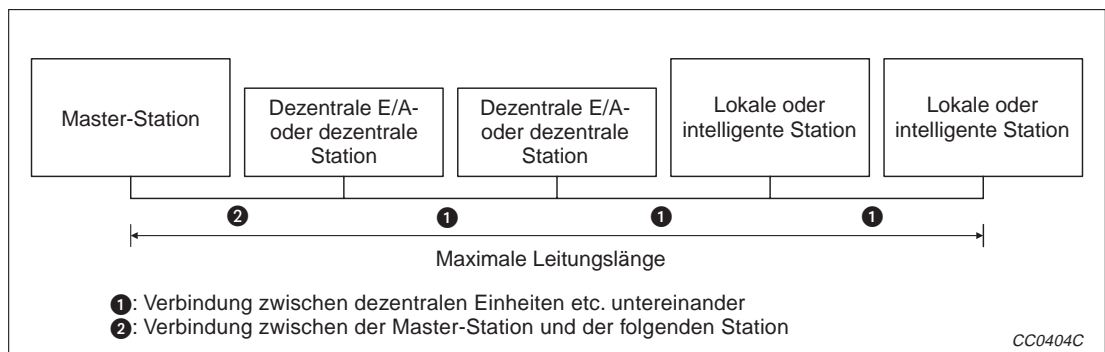 Master-Station
Dezentrale E/A-
oder dezentrale
Station
Dezentrale E/A-
oder dezentrale
Station
Lokale oder
intelligente Station
Lokale oder
intelligente Station
❷ ❶ ❶ ❶
Maximale Leitungslänge
❶: Verbindung zwischen dezentralen Einheiten etc. untereinander
❷: Verbindung zwischen der Master-Station und der folgenden Station
CC0404C